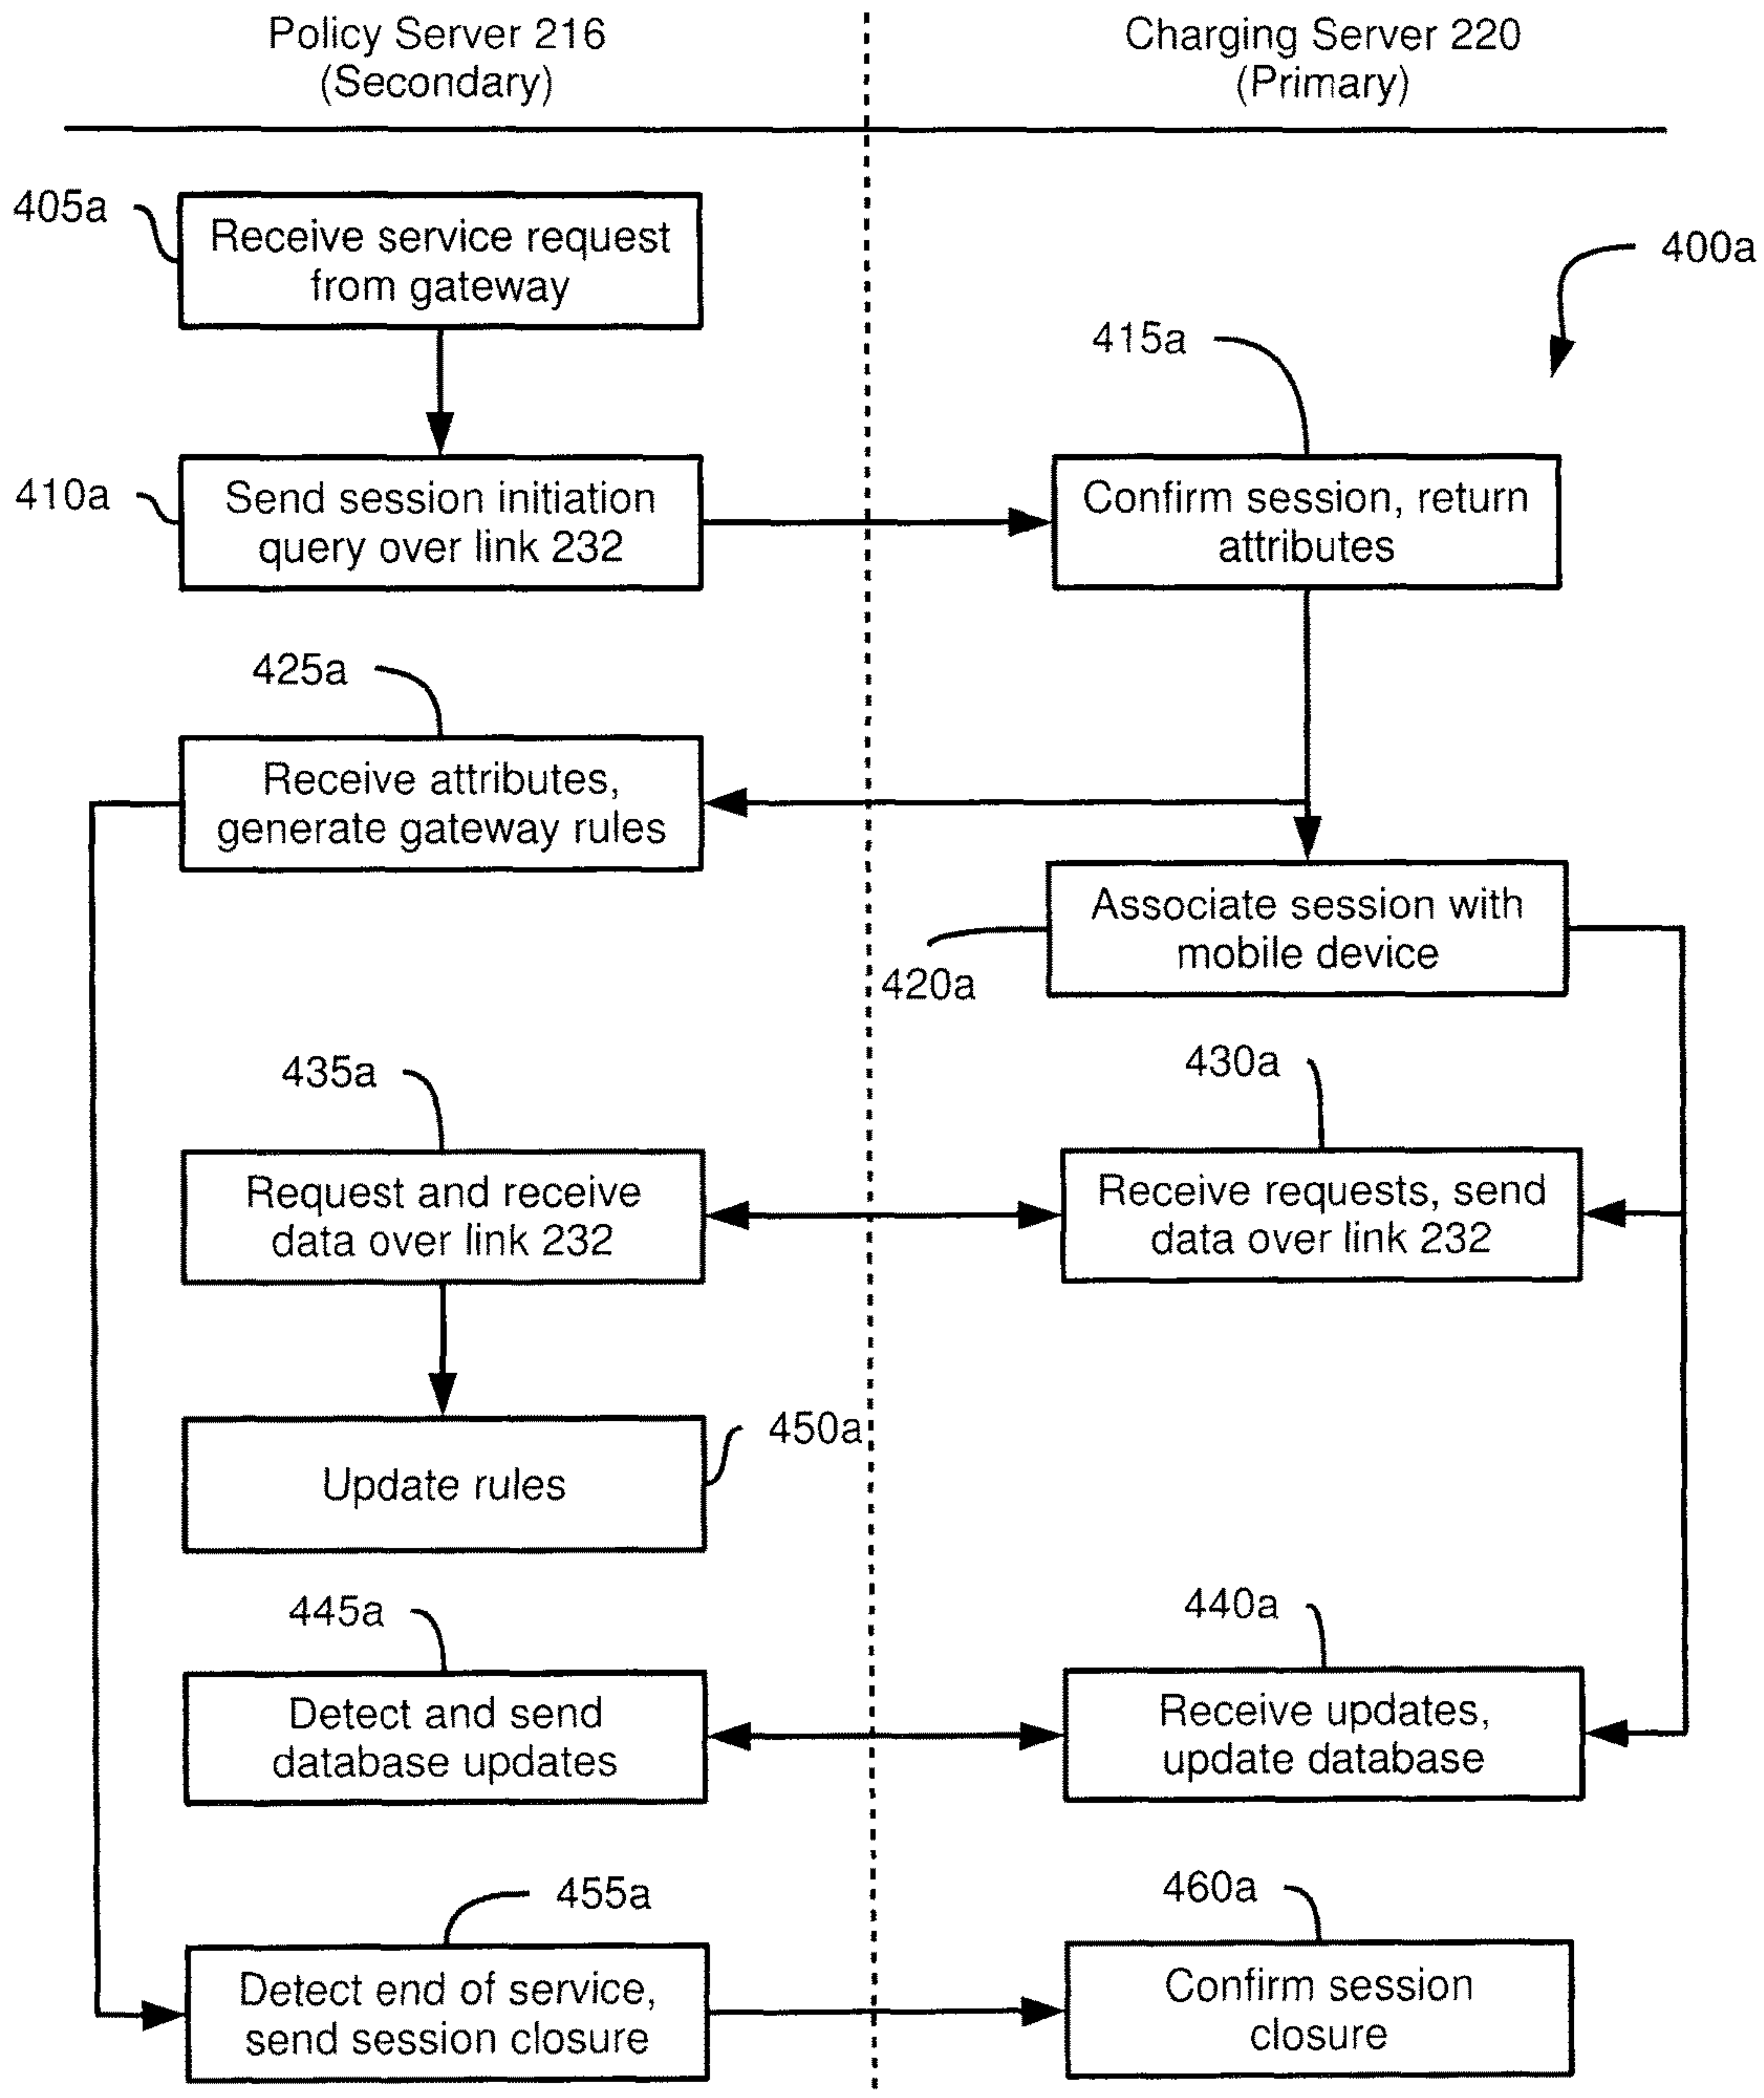 Policy Server 216
(Secondary)
Charging Server 220
(Primary)
405a
Receive service request
from gateway
400a
415a
410a
Send session initiation
query over link 232
Confirm session, return
attributes
425a
Receive attributes,
generate gateway rules
Associate session with
mobile device
420a
435a
430a
Request and receive
data over link 232
Receive requests, send
data over link 232
450a
Update rules
445a
440a
Detect and send
database updates
Receive updates,
update database
455a
460a
Detect end of service,
send session closure
Confirm session
closure